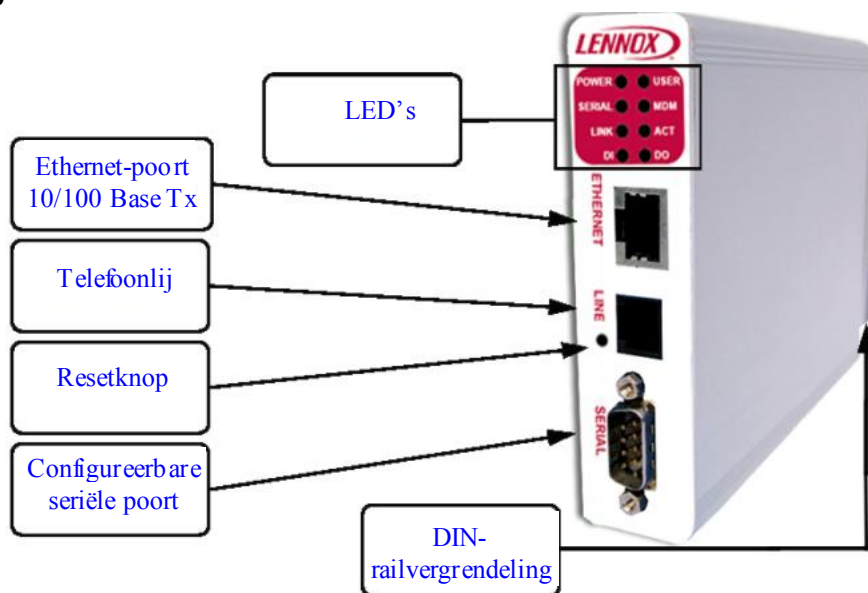 LENNOX
POWER USER
SERIAL MDM
LINK ACT
DI DO
LED's
Ethernet-poort
10/100 Base Tx
ETHERNET
Telefoonlij
LINE
Resetknop
Configureerbare
seriële poort
SERIAL
DIN-
railvergrendeling